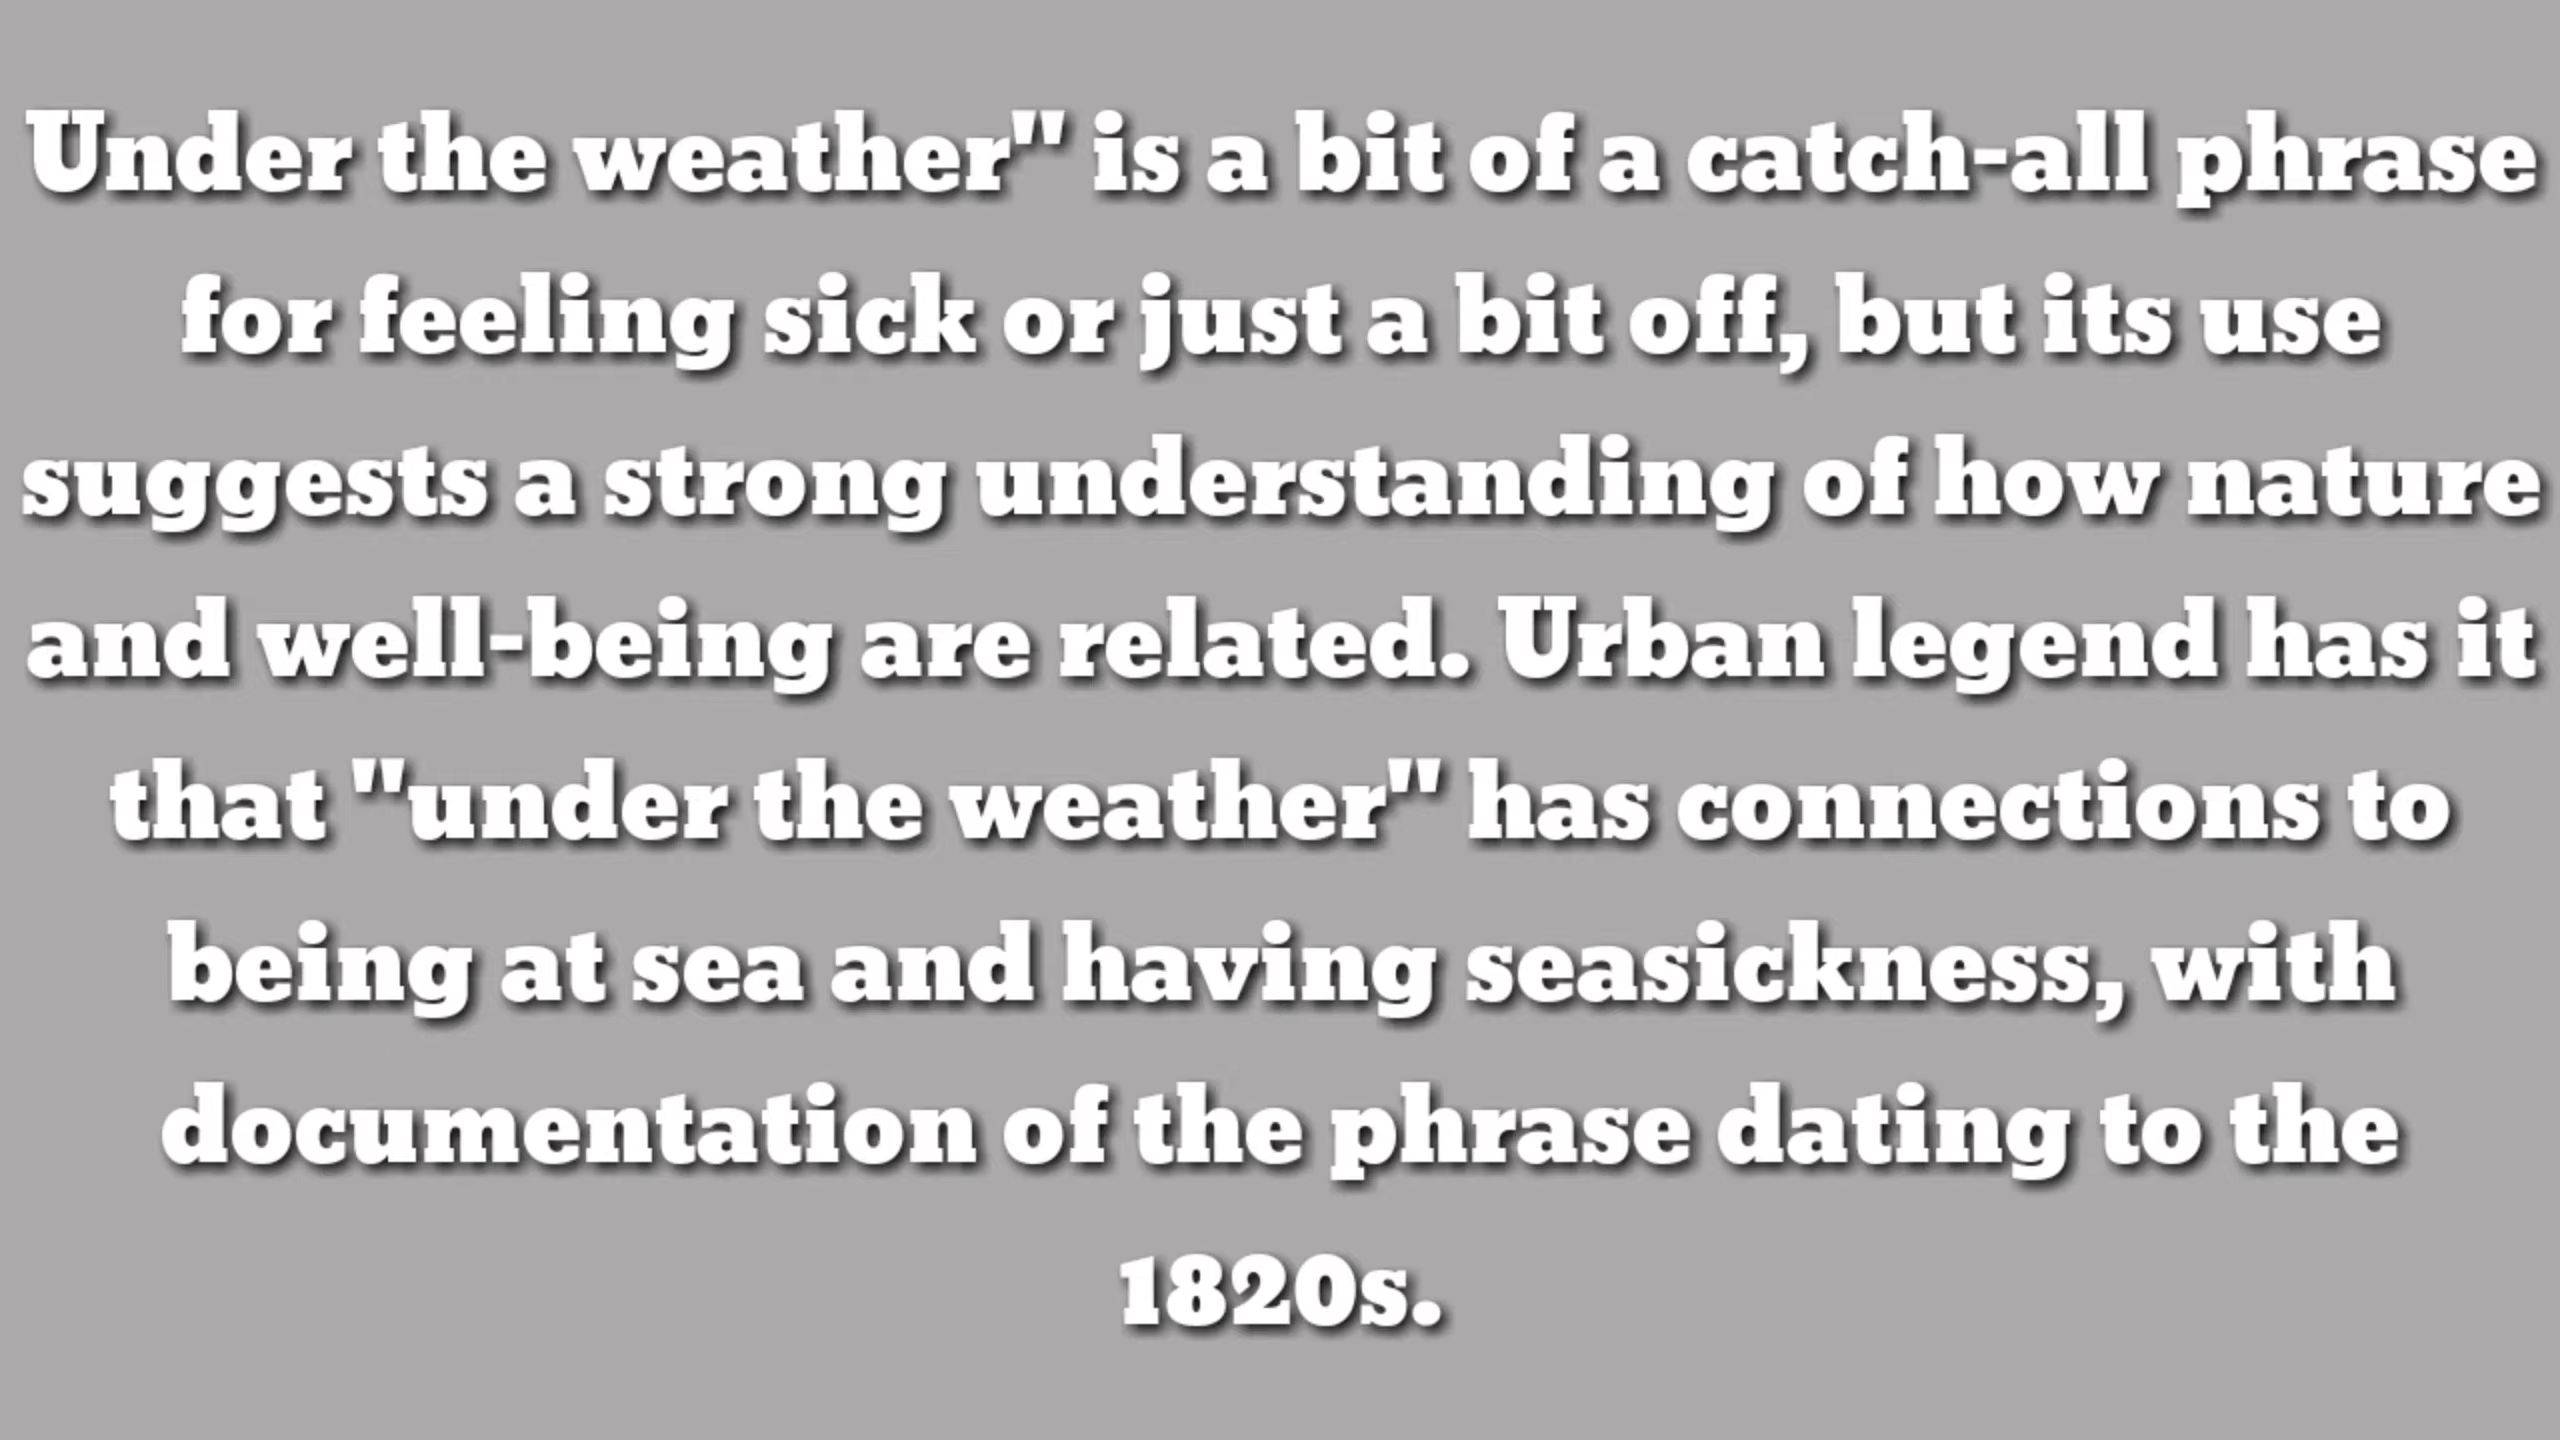 Under the weather" is a bit of a catch-all phrase
for feeling sick or just a bit off, but its use
suggests a strong understanding of how nature
and well-being are related. Urban legend has it
that "under the weather" has connections to
being at sea and having seasickness, with
documentation of the phrase dating to the
1820s.